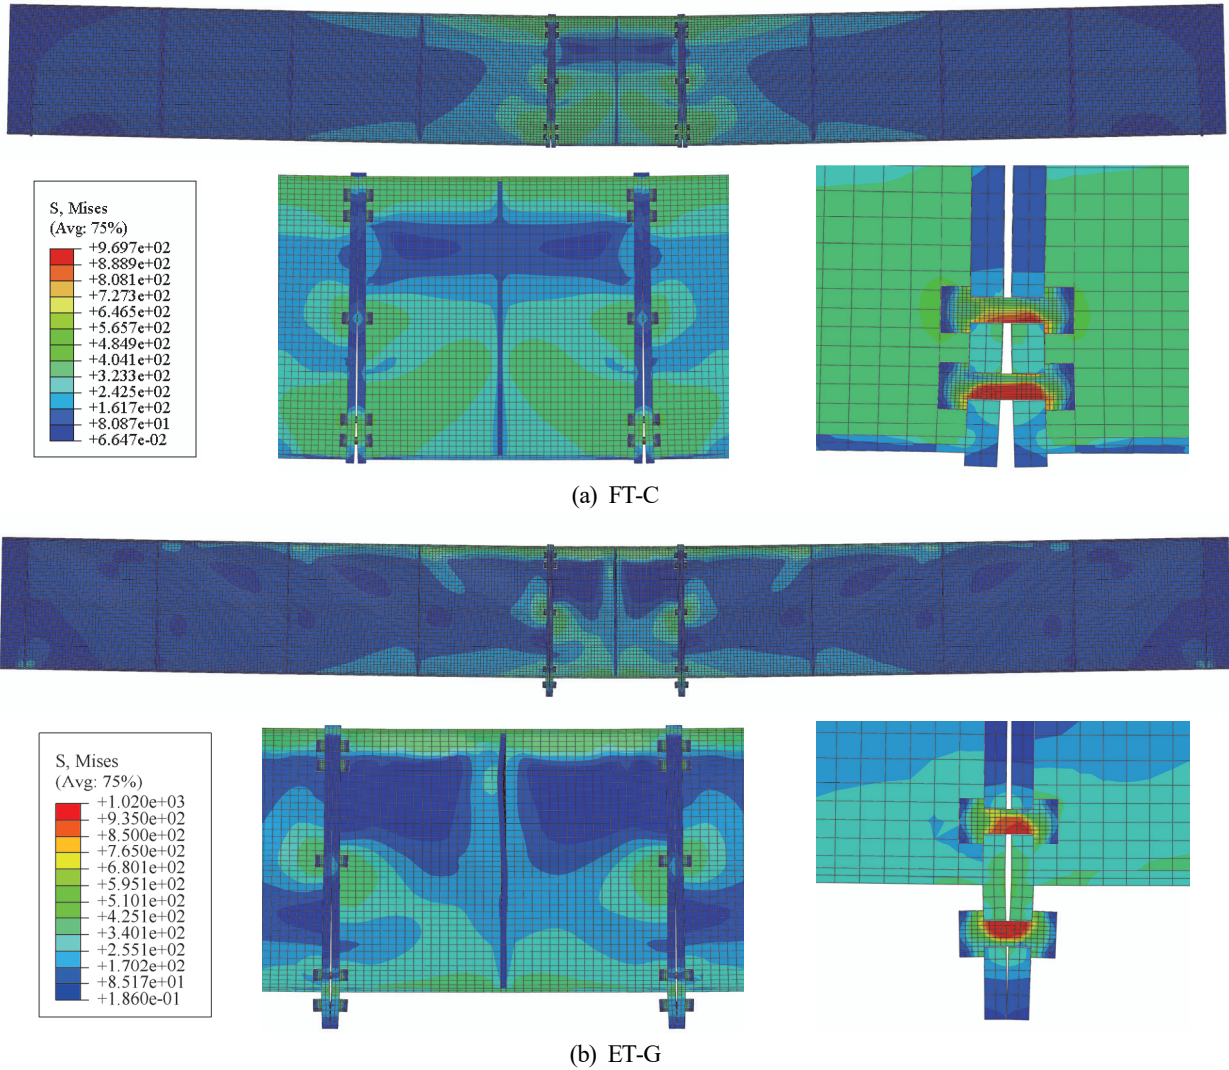 S, Mises
(Avg: 75%)
+9.697e+02
+8.889e+02
+8.081e+02
+7.273e+02
+6.465e+02
+5.657e+02
+4.849e+02
+4.041e+02
+3.233e+02
+2.425e+02
+1.617e+02
+8.087e+01
+6.647e-02
(a) FT-C
S, Mises
(Avg: 75%)
+1.020e+03
+9.350e+02
+8.500e+02
+7.650e+02
+6.801e+02
+5.951e+02
+5.101e+02
+4.251e+02
+3.401e+02
+2.551e+02
+1.702e+02
+8.517e+01
+1.860e-01
(b) ET-G